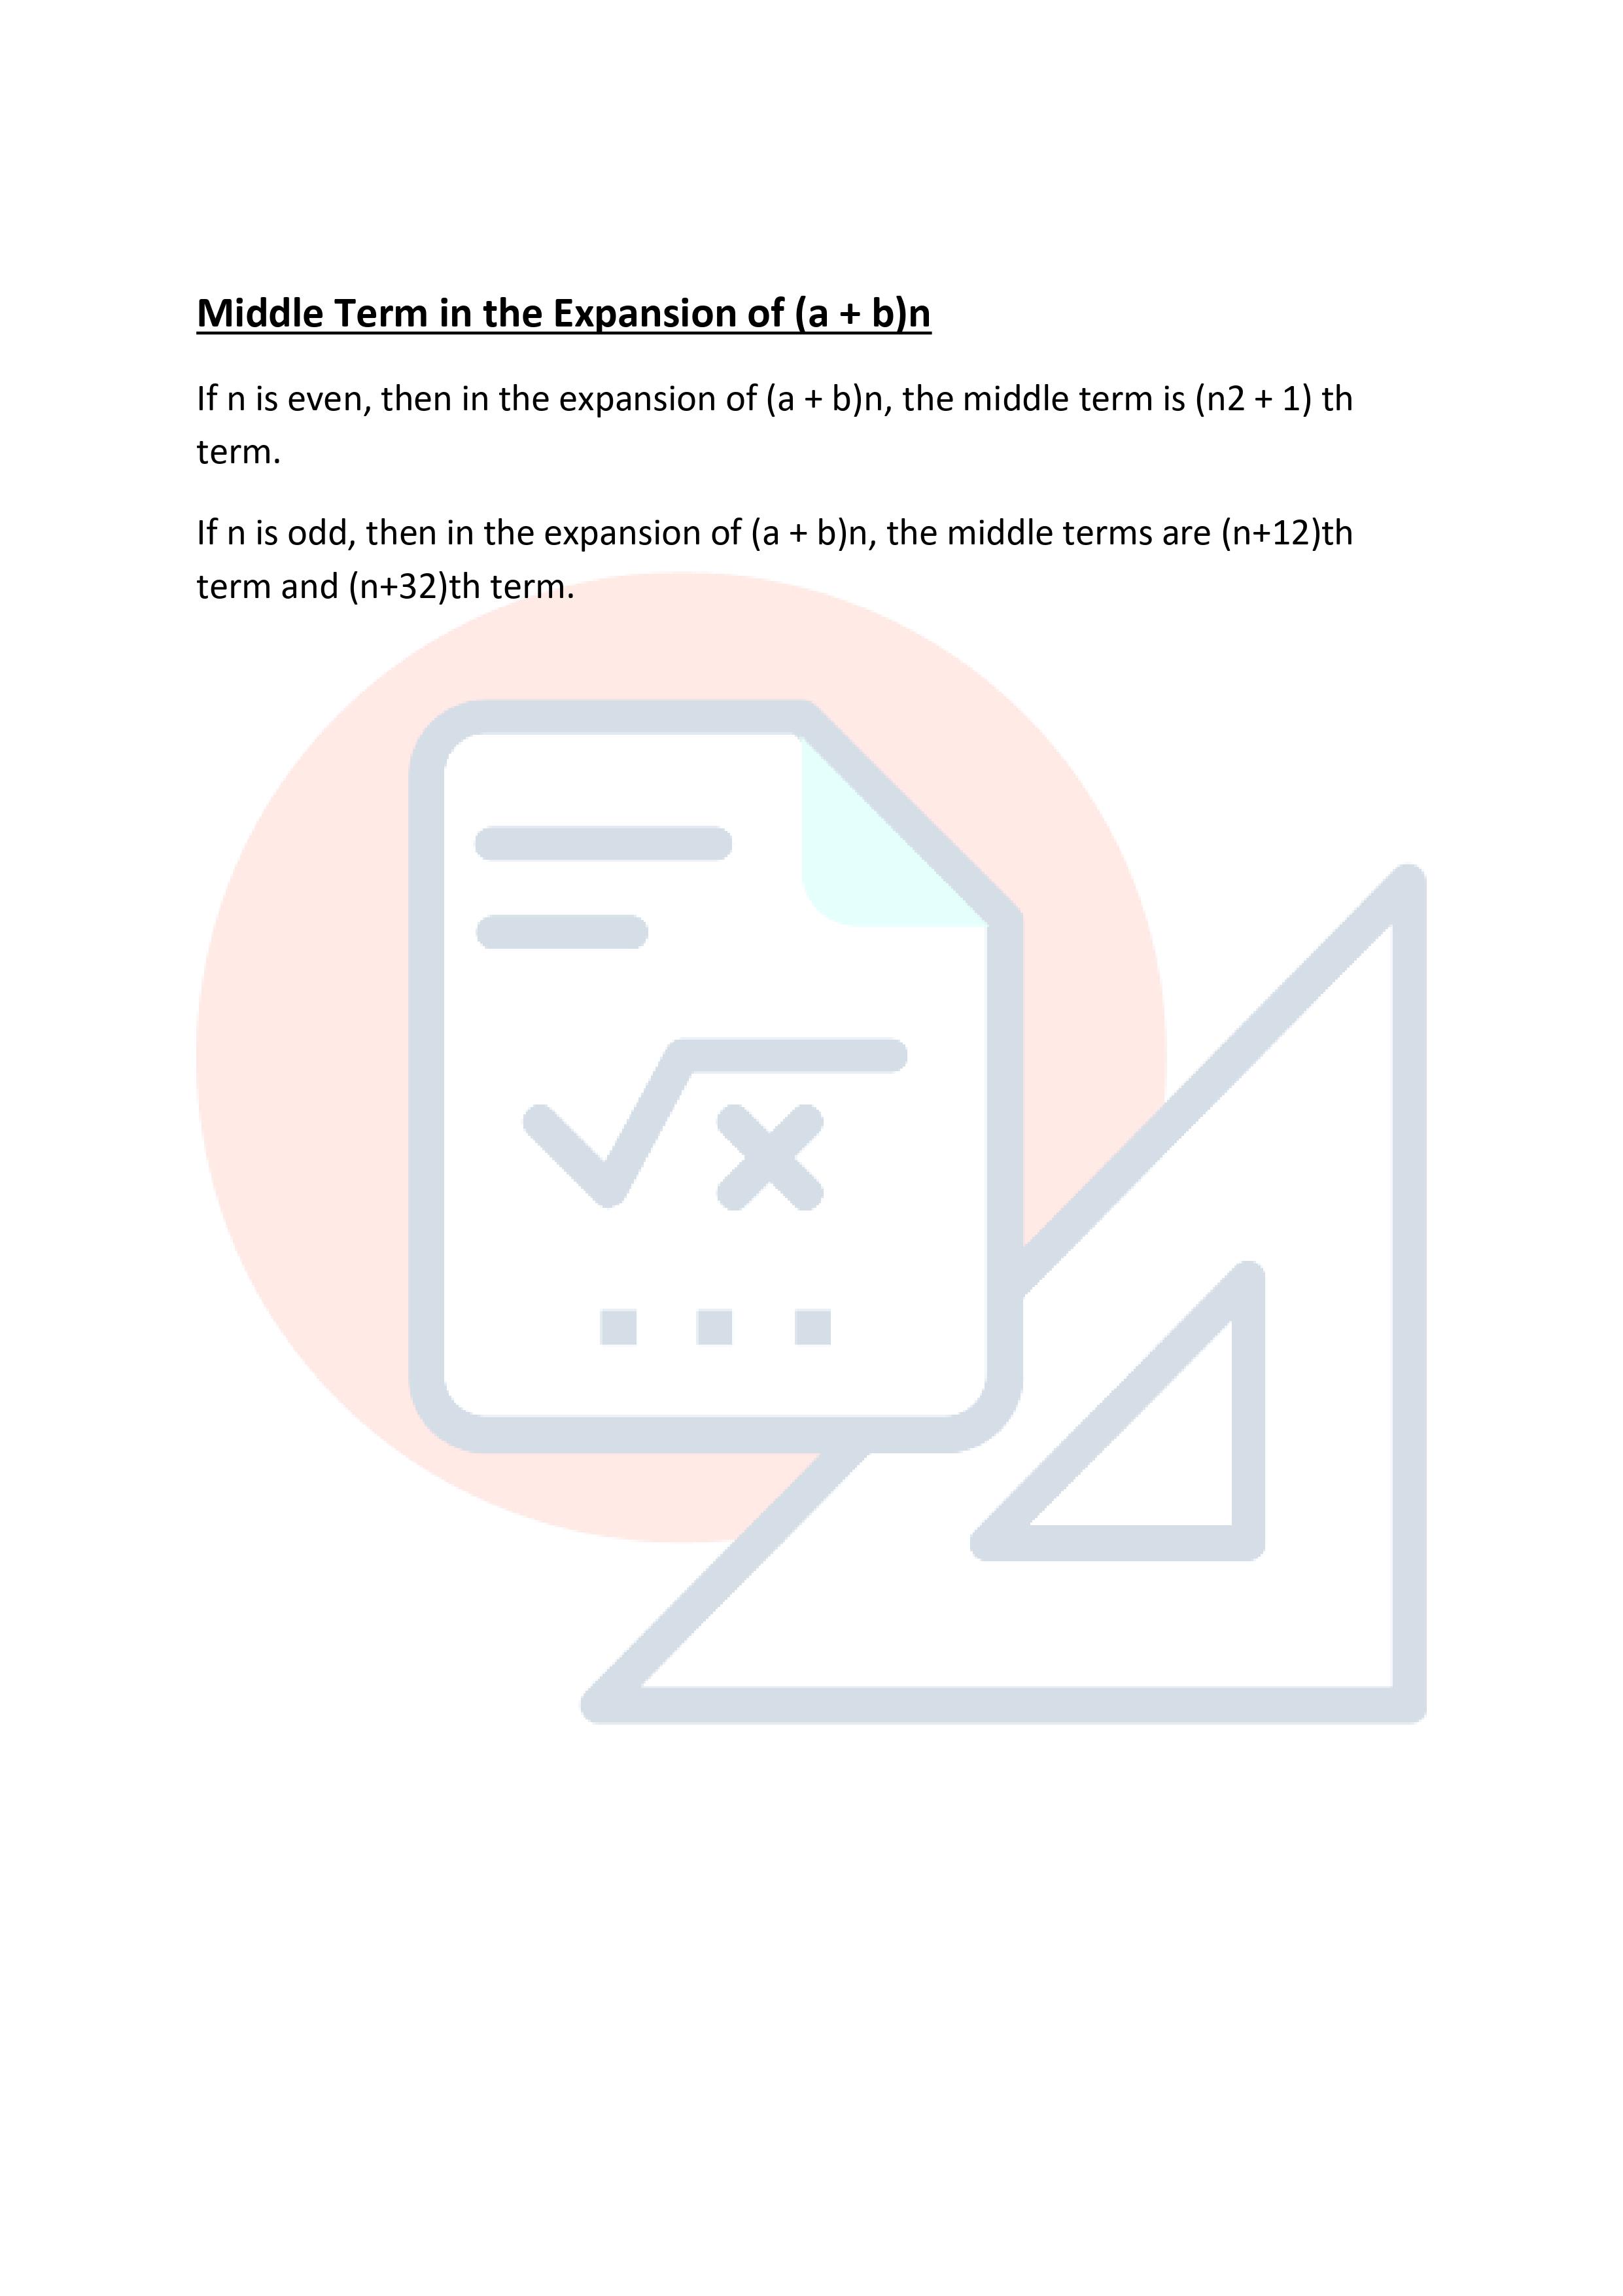 Middle Term in the Expansion of (a + b)n
If n is even, then in the expansion of (a + b)n, the middle term is (n2 + 1) th
term.
If n is odd, then in the expansion of (a + b)n, the middle terms are (n+12)th
term and (n+32)th term.